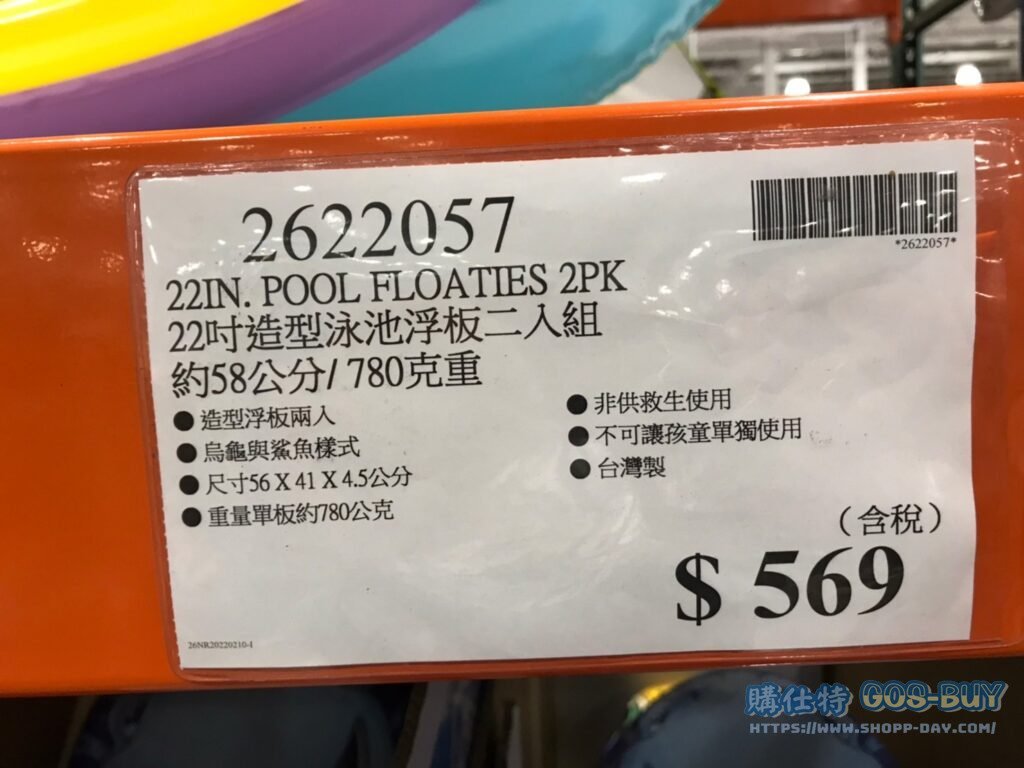 2622057
*2622057*
22IN. POOL FLOATIES 2PK
22吋造型泳池浮板二入組
約58公分/ 780克重
● 造型浮板兩入
● 烏龜與鯊魚樣式
● 尺寸56 X 41 X 4.5公分
● 重量單板約780公克
● 非供救生使用
● 不可讓孩童單獨使用
● 台灣製
（含稅）
$ 569
26NR20220210-I
購仕特 GOS-BUY
HTTPS://WWW.SHOPP-DAY.COM/